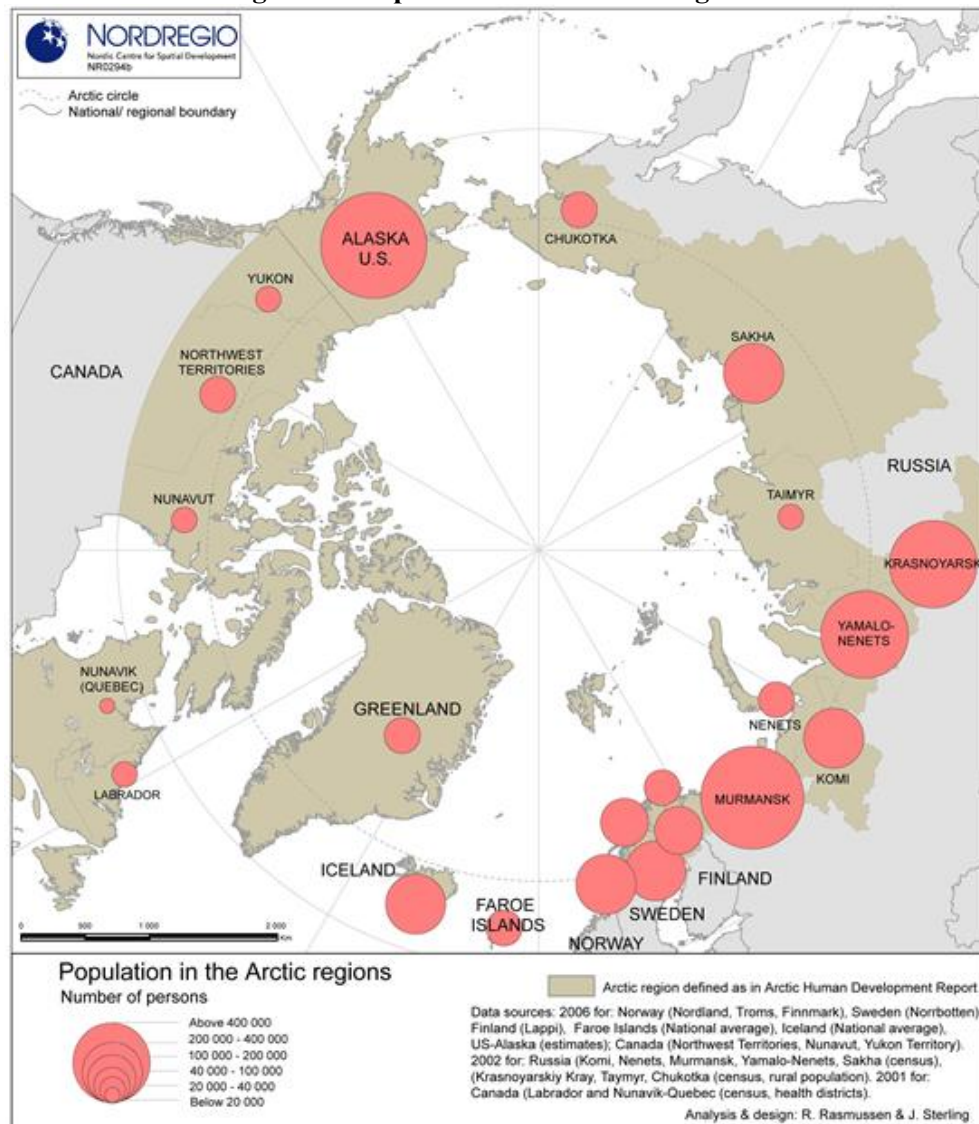 NORDREGIO
Nordic Centre for Spatial Development
NR0294b
Arctic circle
National/ regional boundary
ALASKA
U.S.
CHUKOTKA
YUKON
NORTHWEST
TERRITORIES
CANADA
SAKHA
RUSSIA
NUNAVUT
TAIMYR
KRASNOYARSK
YAMALO-
NENETS
NUNAVIK
(QUEBEC)
GREENLAND
NENETS
KOMI
LABRADOR
MURMANSK
ICELAND
FINLAND
FAROE
ISLANDS
SWEDEN
NORWAY
0 500 1 000 2 000
Km
Population in the Arctic regions
Number of persons
Above 400 000
200 000 - 400 000
100 000 - 200 000
40 000 - 100 000
20 000 - 40 000
Below 20 000
Arctic region defined as in Arctic Human Development Report
Data sources: 2006 for: Norway (Nordland, Troms, Finnmark), Sweden (Norrbotten)
Finland (Lappi), Faroe Islands (National average), Iceland (National average),
US-Alaska (estimates); Canada (Northwest Territories, Nunavut, Yukon Territory).
2002 for: Russia (Komi, Nenets, Murmansk, Yamalo-Nenets, Sakha (census),
(Krasnoyarskiy Kray, Taymyr, Chukotka (census, rural population). 2001 for:
Canada (Labrador and Nunavik-Quebec (census, health districts).
Analysis & design: R. Rasmussen & J. Sterling